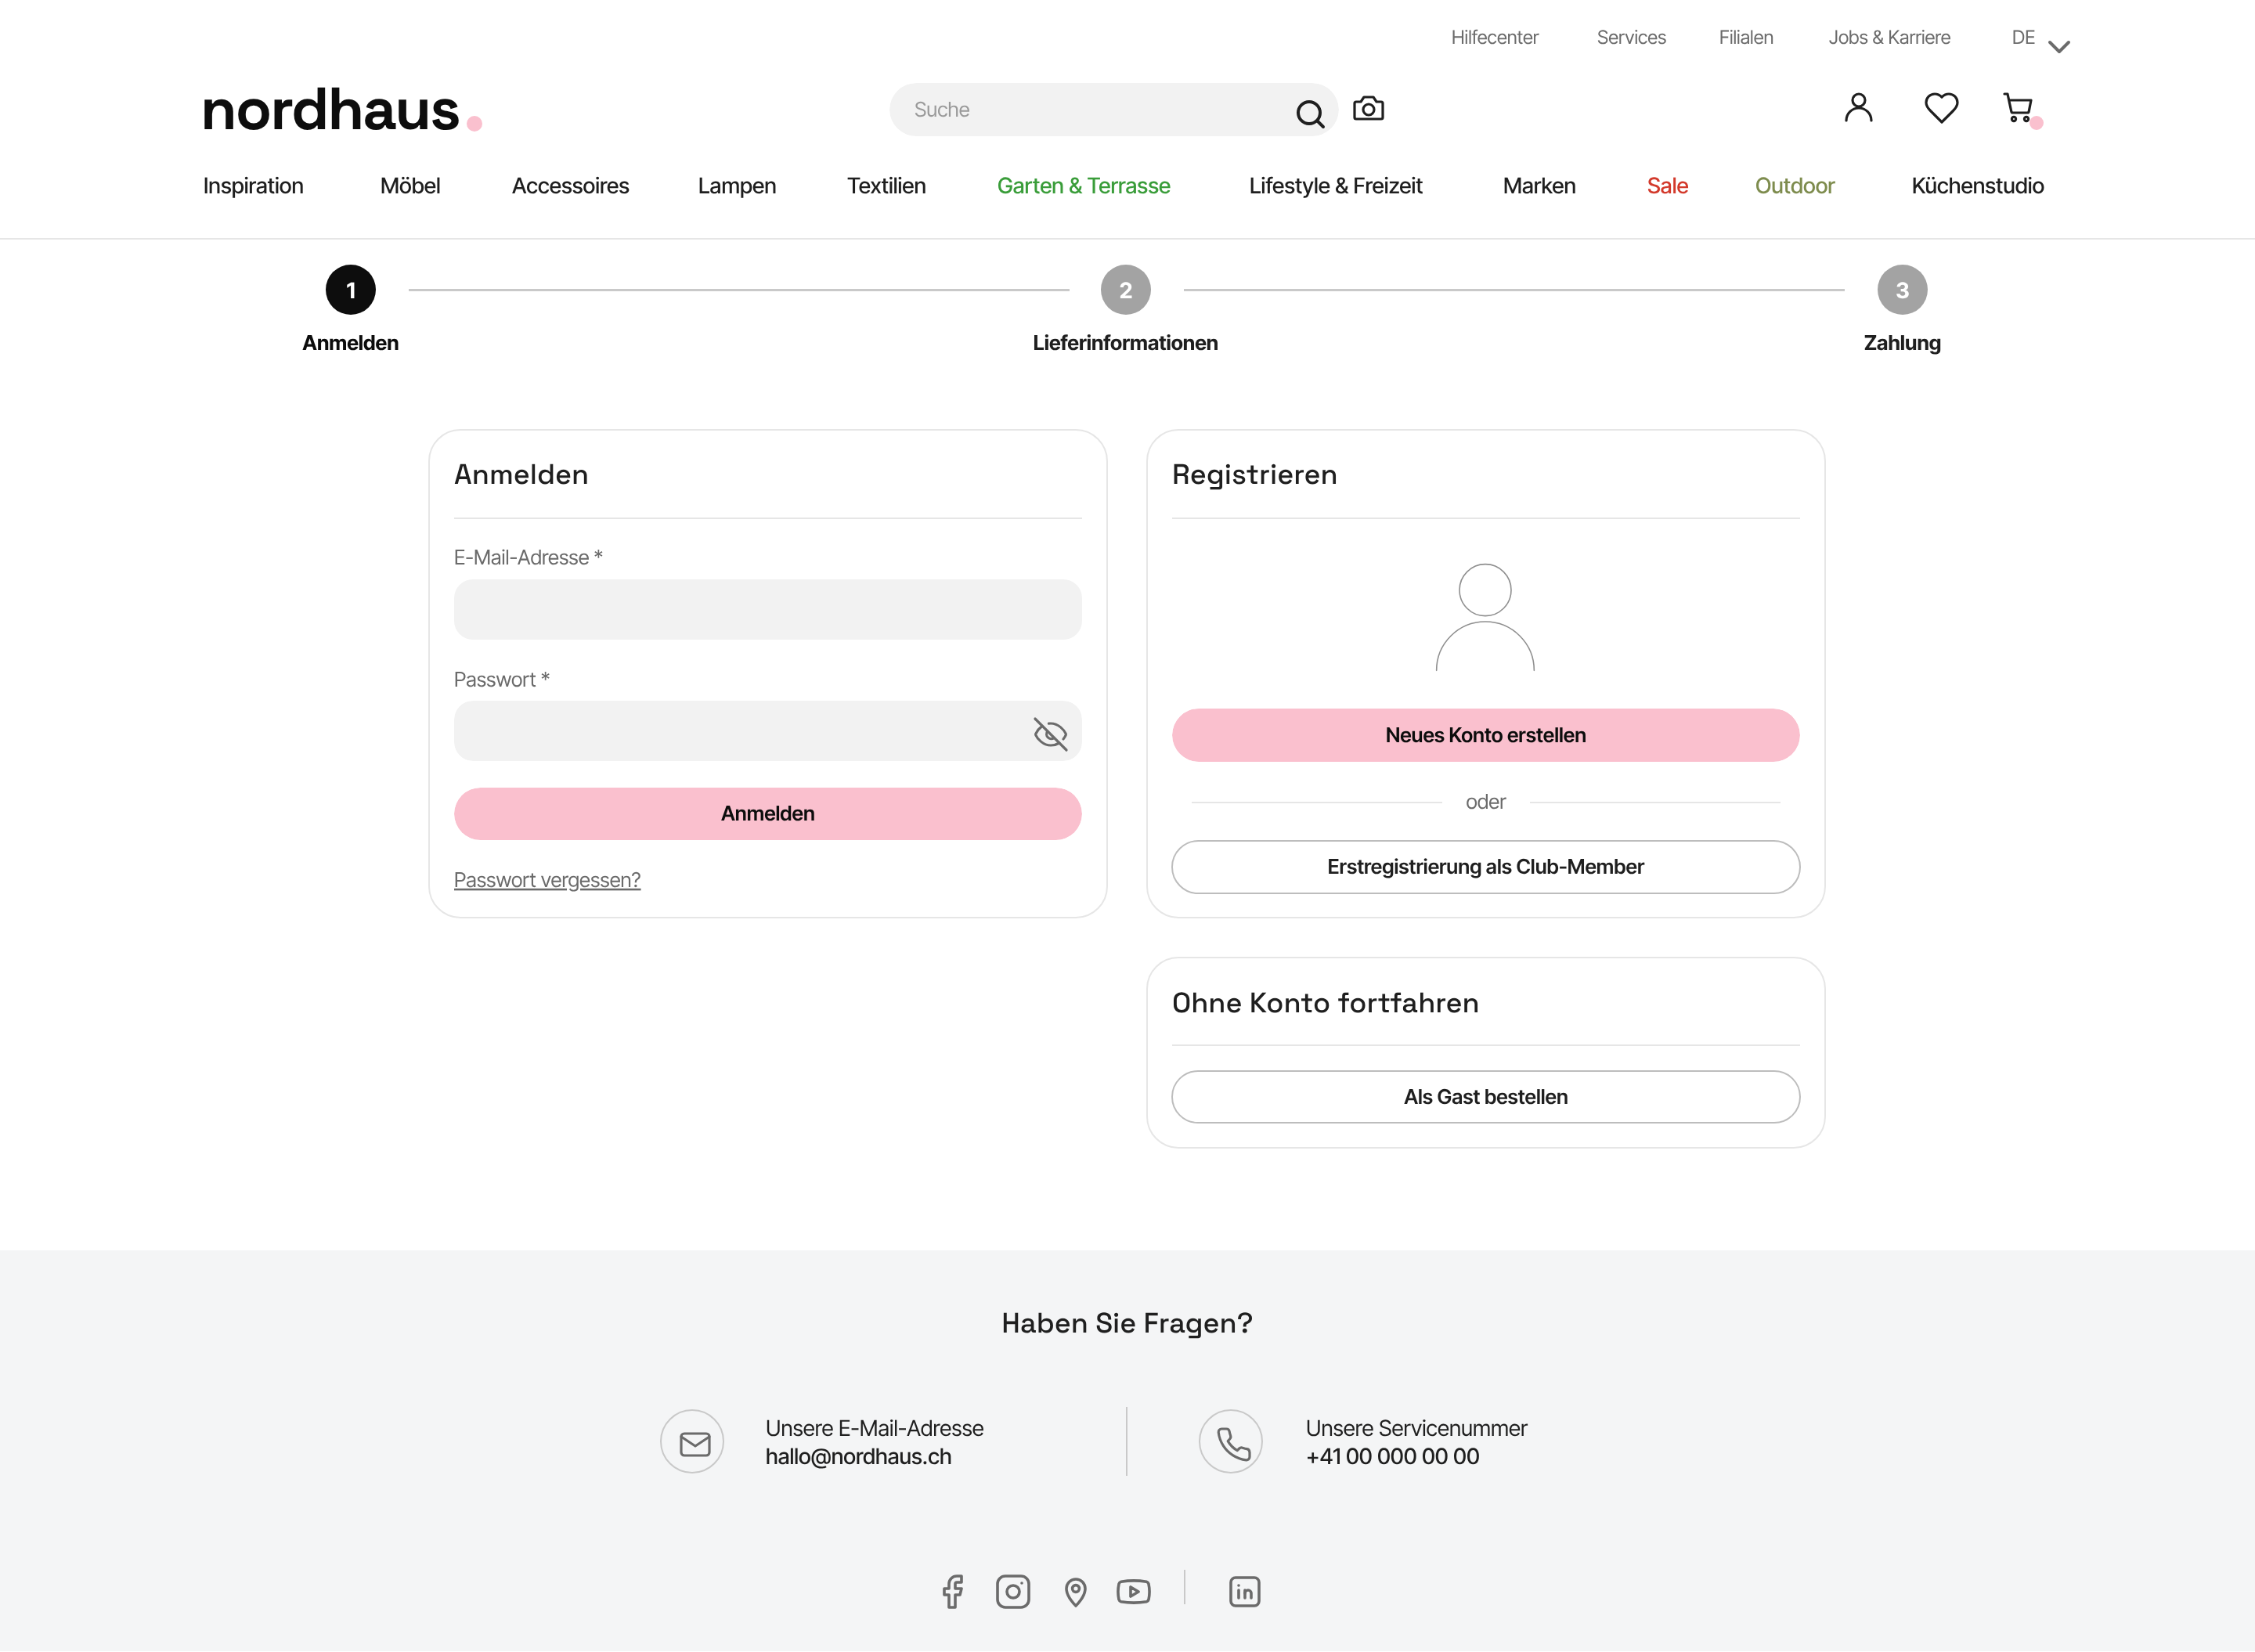 Hilfecenter Services Filialen Jobs & Karriere DE
nordhaus.
Suche
Inspiration Möbel Accessoires Lampen Textilien Garten & Terrasse Lifestyle & Freizeit Marken Sale Outdoor Küchenstudio
1 2 3
Anmelden Lieferinformationen Zahlung
Anmelden
E-Mail-Adresse *
Passwort *
Anmelden
Passwort vergessen?
Registrieren
Neues Konto erstellen
oder
Erstregistrierung als Club-Member
Ohne Konto fortfahren
Als Gast bestellen
Haben Sie Fragen?
Unsere E-Mail-Adresse
hallo@nordhaus.ch
Unsere Servicenummer
+41 00 000 00 00
in